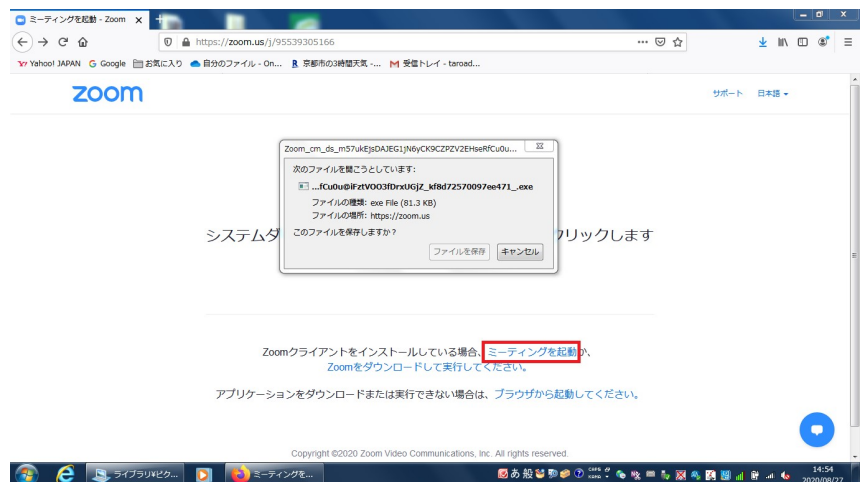 ミーティングを起動 - Zoom
https://zoom.us/j/95539305166
Yahoo! JAPAN Google お気に入り 自分のファイル - On... 京都市の3時間天気 -... 受信トレイ - taroad...
zoom
サポート 日本語
Zoom_cm_ds_m57ukEjsDAJEG1jN6yCK9CZPZV2EHseRfCu0u...
次のファイルを開こうとしています:
...fCu0u@iFztVOO3fDrxUGjZ_kf8d72570097ee471_.exe
ファイルの種類: exe File (81.3 KB)
ファイルの場所: https://zoom.us
このファイルを保存しますか?
ファイルを保存 キャンセル
システムダ クリックします
Zoomクライアントをインストールしている場合、ミーティングを起動か、
Zoomをダウンロードして実行してください。
アプリケーションをダウンロードまたは実行できない場合は、ブラウザから起動してください。
Copyright ©2020 Zoom Video Communications, Inc. All rights reserved.
ライブラリ¥ピク... ミーティングを... あ 般 CAPS KANA 14:54
2020/08/27